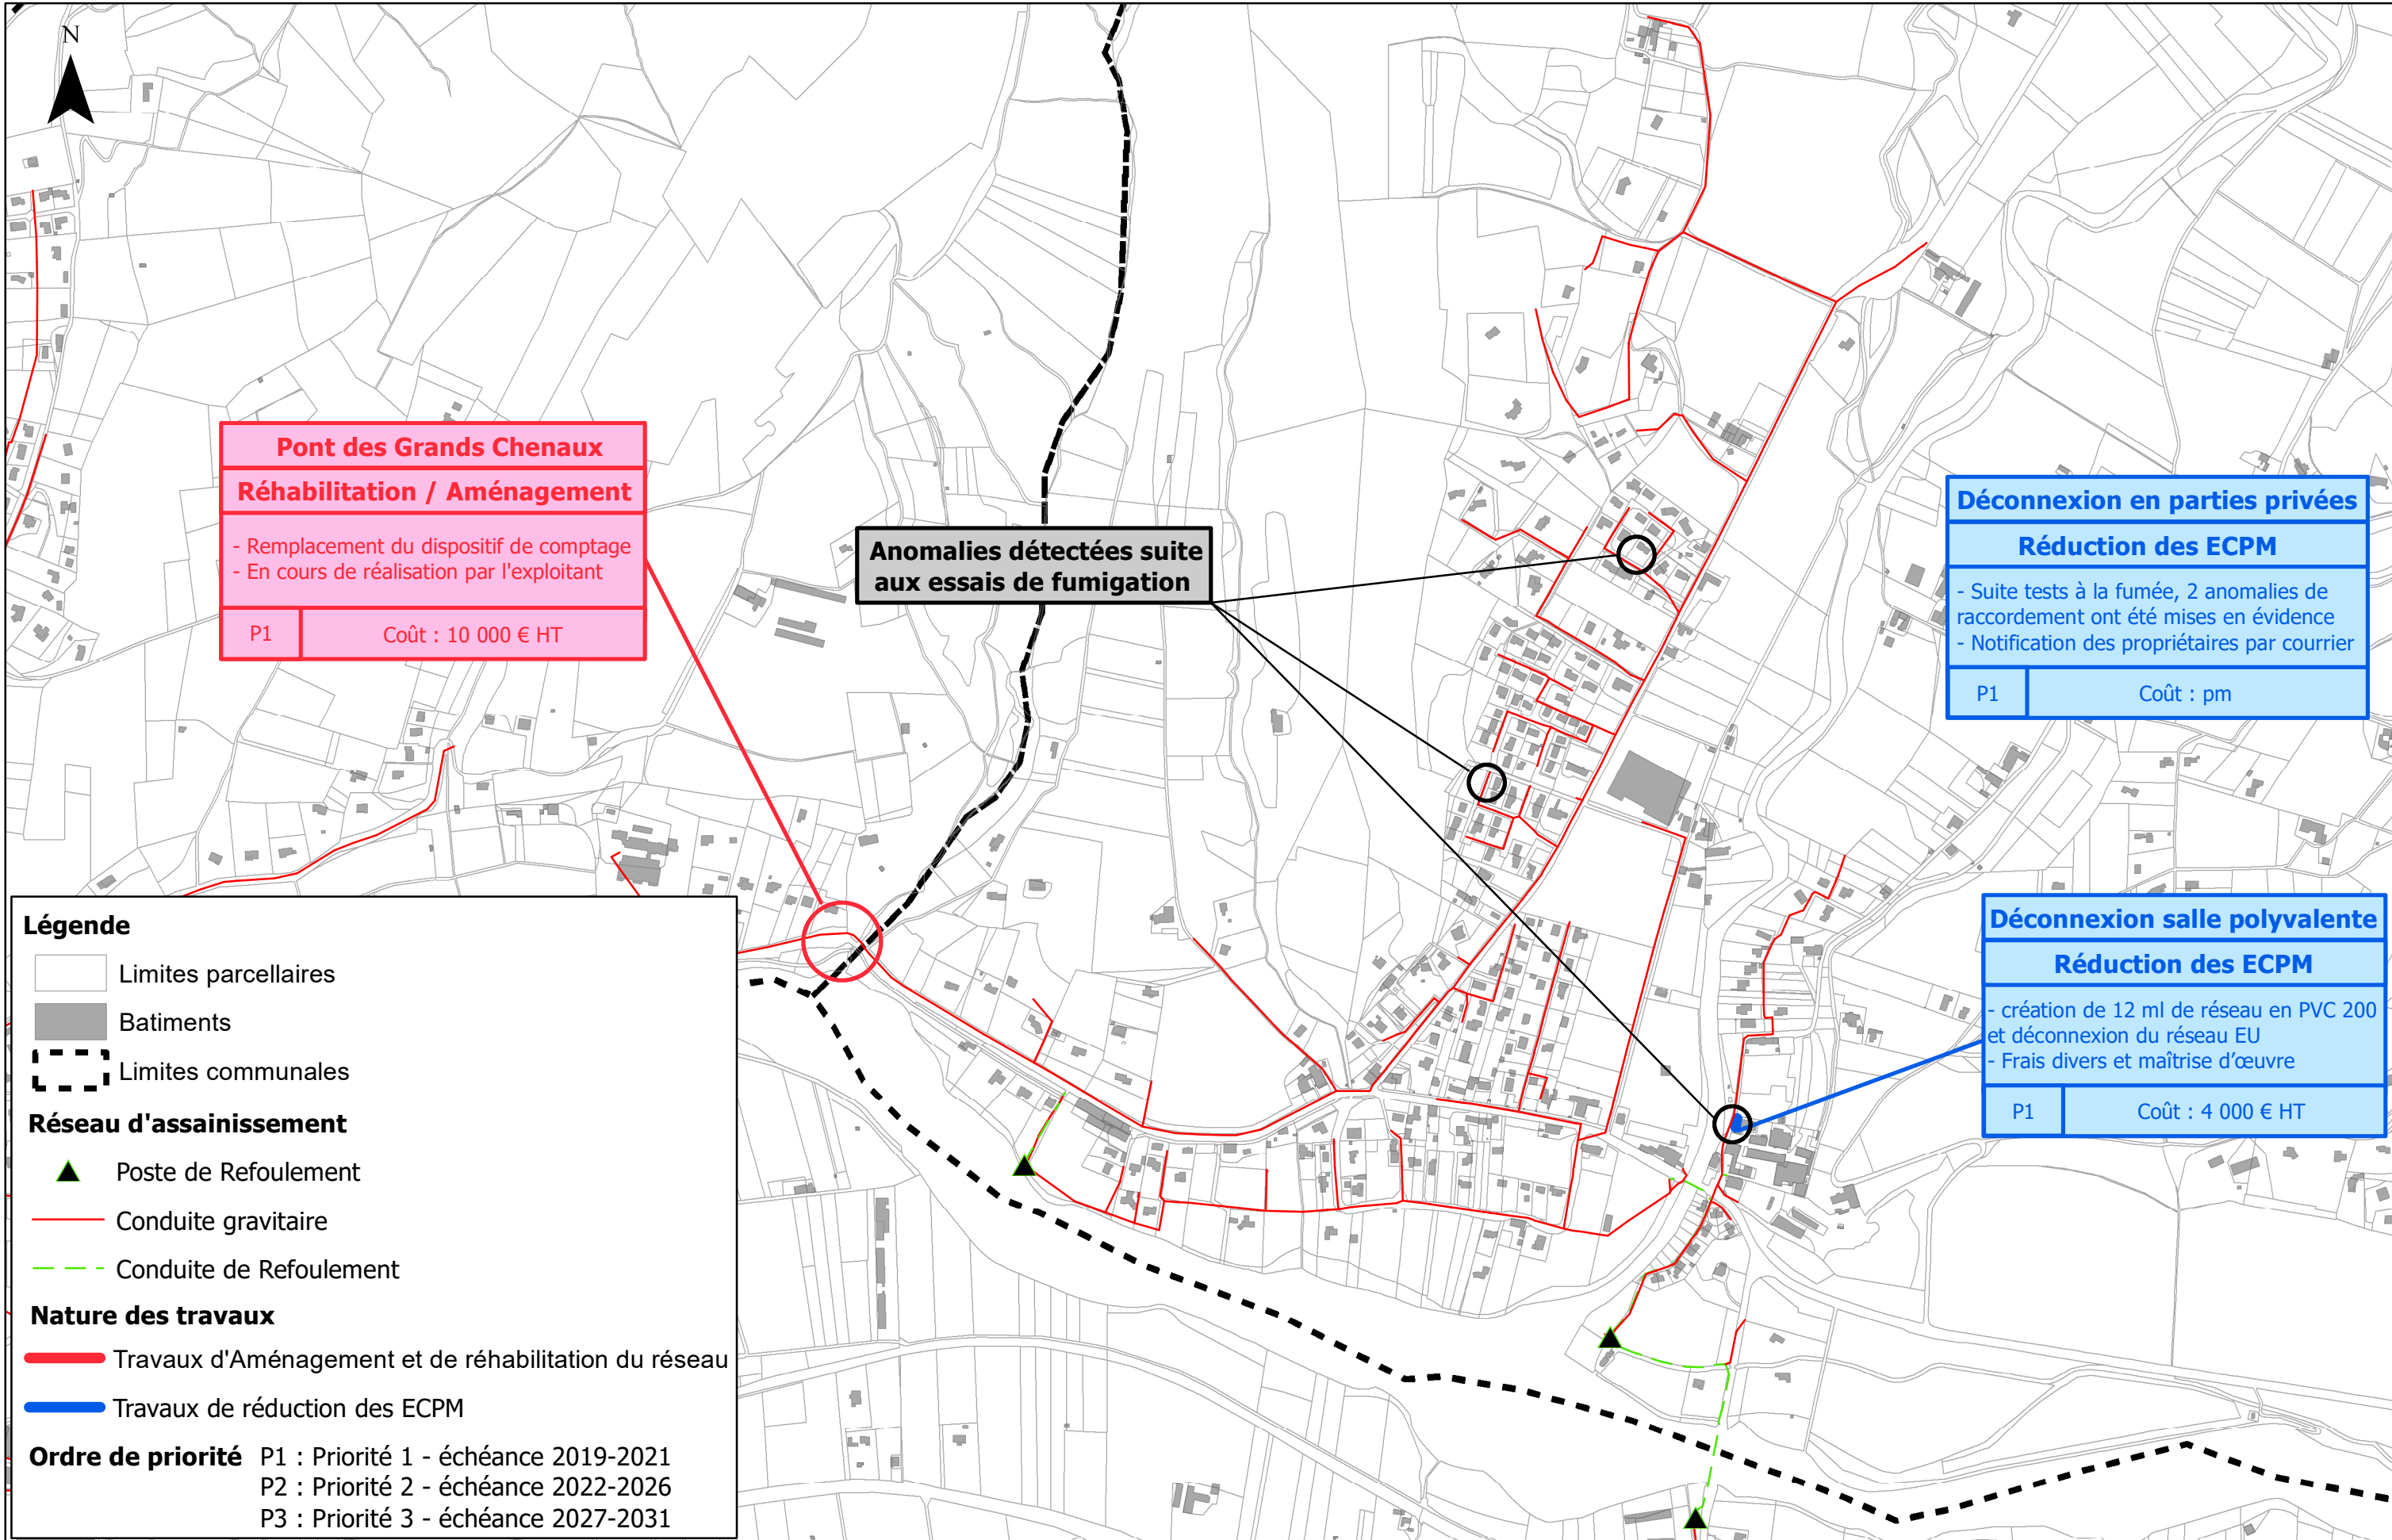 N
Pont des Grands Chenaux
Réhabilitation / Aménagement
- Remplacement du dispositif de comptage
- En cours de réalisation par l'exploitant
P1
Coût : 10 000 € HT
Anomalies détectées suite
aux essais de fumigation
Déconnexion en parties privées
Réduction des ECPM
- Suite tests à la fumée, 2 anomalies de
raccordement ont été mises en évidence
- Notification des propriétaires par courrier
P1
Coût : pm
Déconnexion salle polyvalente
Réduction des ECPM
- création de 12 ml de réseau en PVC 200
et déconnexion du réseau EU
- Frais divers et maîtrise d'œuvre
P1
Coût : 4 000 € HT
Légende
Limites parcellaires
Batiments
Limites communales
Réseau d'assainissement
Poste de Refoulement
Conduite gravitaire
Conduite de Refoulement
Nature des travaux
Travaux d'Aménagement et de réhabilitation du réseau
Travaux de réduction des ECPM
Ordre de priorité P1 : Priorité 1 - échéance 2019-2021
P2 : Priorité 2 - échéance 2022-2026
P3 : Priorité 3 - échéance 2027-2031